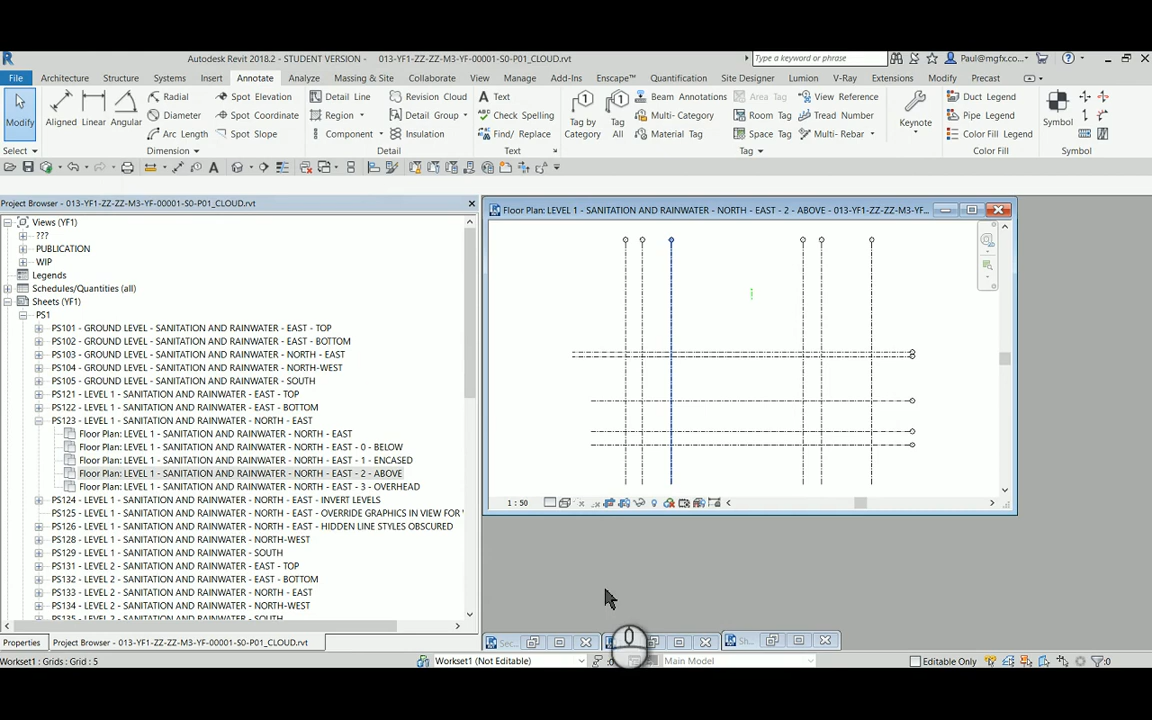 Autodesk Revit 2018.2 - STUDENT VERSION - 013-YF1-ZZ-ZZ-M3-YF-00001-S0-P01_CLOUD.rvt
Type a keyword or phrase
Paul@mgfx.co...
File Architecture Structure Systems Insert Annotate Analyze Massing & Site Collaborate View Manage Add-Ins Enscape™ Quantification Site Designer Lumion V-Ray Extensions Modify Precast
Modify
Select
Aligned Linear Angular
Radial
Diameter
Arc Length
Spot Elevation
Spot Coordinate
Spot Slope
Dimension
Detail Line
Region
Component
Revision Cloud
Detail Group
Insulation
Detail
Text
Check Spelling
Find/ Replace
Text
Tag by Category
Tag All
Beam Annotations
Multi- Category
Material Tag
Area Tag
Room Tag
Space Tag
View Reference
Tread Number
Multi- Rebar
Tag
Keynote
Duct Legend
Pipe Legend
Color Fill Legend
Color Fill
Symbol
Symbol
Project Browser - 013-YF1-ZZ-ZZ-M3-YF-00001-S0-P01_CLOUD.rvt
Views (YF1)
???
PUBLICATION
WIP
Legends
Schedules/Quantities (all)
Sheets (YF1)
PS1
PS101 - GROUND LEVEL - SANITATION AND RAINWATER - EAST - TOP
PS102 - GROUND LEVEL - SANITATION AND RAINWATER - EAST - BOTTOM
PS103 - GROUND LEVEL - SANITATION AND RAINWATER - NORTH - EAST
PS104 - GROUND LEVEL - SANITATION AND RAINWATER - NORTH-WEST
PS105 - GROUND LEVEL - SANITATION AND RAINWATER - SOUTH
PS121 - LEVEL 1 - SANITATION AND RAINWATER - EAST - TOP
PS122 - LEVEL 1 - SANITATION AND RAINWATER - EAST - BOTTOM
PS123 - LEVEL 1 - SANITATION AND RAINWATER - NORTH - EAST
Floor Plan: LEVEL 1 - SANITATION AND RAINWATER - NORTH - EAST
Floor Plan: LEVEL 1 - SANITATION AND RAINWATER - NORTH - EAST - 0 - BELOW
Floor Plan: LEVEL 1 - SANITATION AND RAINWATER - NORTH - EAST - 1 - ENCASED
Floor Plan: LEVEL 1 - SANITATION AND RAINWATER - NORTH - EAST - 2 - ABOVE
Floor Plan: LEVEL 1 - SANITATION AND RAINWATER - NORTH - EAST - 3 - OVERHEAD
PS124 - LEVEL 1 - SANITATION AND RAINWATER - NORTH - EAST - INVERT LEVELS
PS125 - LEVEL 1 - SANITATION AND RAINWATER - NORTH - EAST - OVERRIDE GRAPHICS IN VIEW FOR
PS126 - LEVEL 1 - SANITATION AND RAINWATER - NORTH - EAST - HIDDEN LINE STYLES OBSCURED
PS128 - LEVEL 1 - SANITATION AND RAINWATER - NORTH-WEST
PS129 - LEVEL 1 - SANITATION AND RAINWATER - SOUTH
PS131 - LEVEL 2 - SANITATION AND RAINWATER - EAST - TOP
PS132 - LEVEL 2 - SANITATION AND RAINWATER - EAST - BOTTOM
PS133 - LEVEL 2 - SANITATION AND RAINWATER - NORTH - EAST
PS134 - LEVEL 2 - SANITATION AND RAINWATER - NORTH-WEST
PS135 - LEVEL 2 - SANITATION AND RAINWATER - SOUTH
Floor Plan: LEVEL 1 - SANITATION AND RAINWATER - NORTH - EAST - 2 - ABOVE - 013-YF1-ZZ-ZZ-M3-YF...
1 : 50
Properties
Project Browser - 013-YF1-ZZ-ZZ-M3-YF-00001-S0-P01_CLOUD.rvt
Sec...
Sh...
Workset1 : Grids : Grid : 5
Workset1 (Not Editable)
:0
Main Model
Editable Only
:0